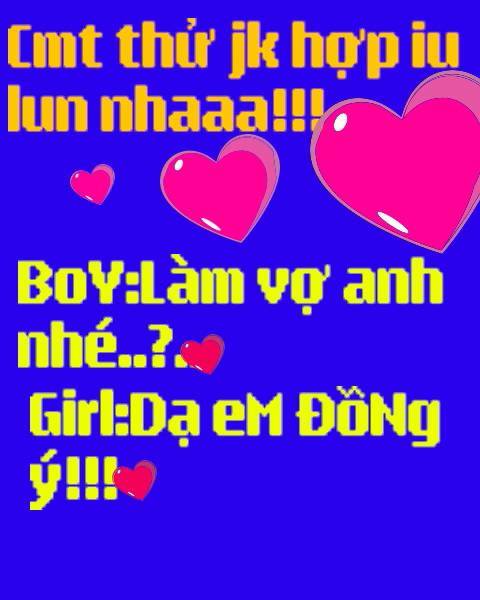 Cmt thử jk hợp iu
lun nhaaa!!!
BoY:Làm vợ anh
nhé..?.
Girl:Dạ eM ĐồNg
ý!!!